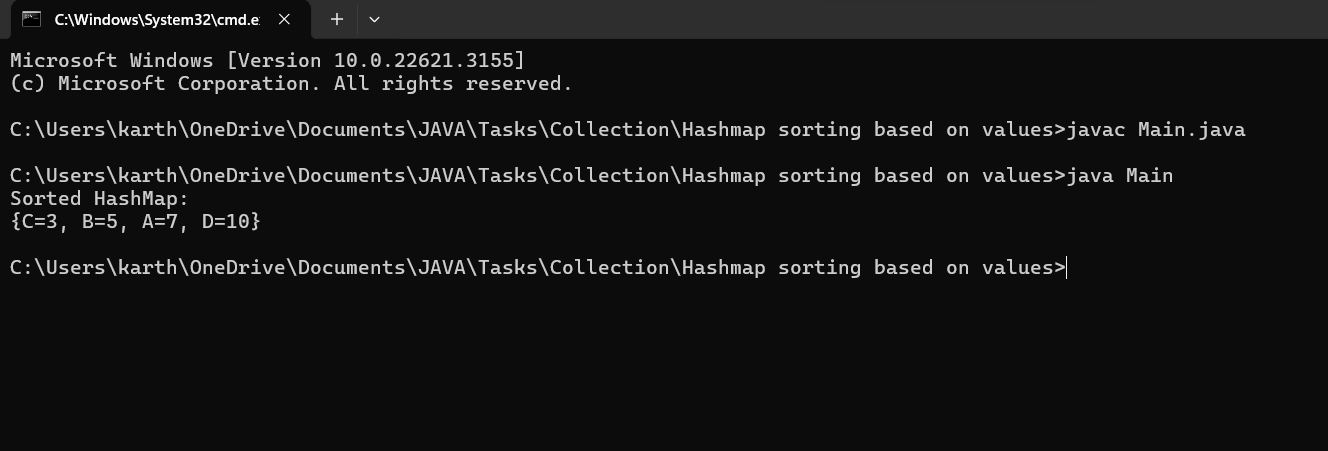 C:\Windows\System32\cmd.e
Microsoft Windows [Version 10.0.22621.3155]
(c) Microsoft Corporation. All rights reserved.
C:\Users\karth\OneDrive\Documents\JAVA\Tasks\Collection\Hashmap sorting based on values>javac Main.java
C:\Users\karth\OneDrive\Documents\JAVA\Tasks\Collection\Hashmap sorting based on values>java Main
Sorted HashMap:
{C=3, B=5, A=7, D=10}
C:\Users\karth\OneDrive\Documents\JAVA\Tasks\Collection\Hashmap sorting based on values>